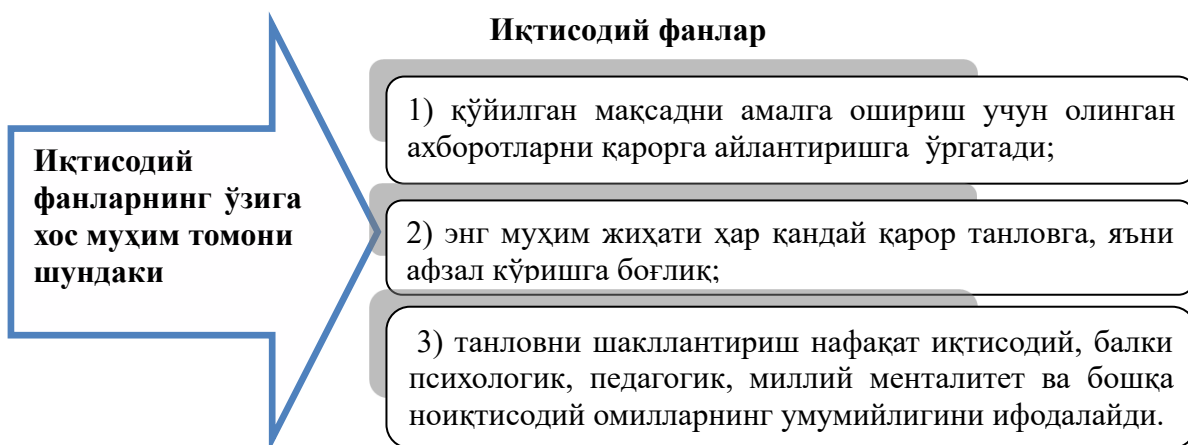 Иқтисодий фанлар
Иқтисодий
фанларнинг ўзига
хос муҳим томони
шундаки
1) қўйилган мақсадни амалга ошириш учун олинган
ахборотларни қарорга айлантиришга ўргатади;
2) энг муҳим жиҳати ҳар қандай қарор танловга, яъни
афзал кўришга боғлиқ;
3) танловни шакллантириш нафақат иқтисодий, балки
психологик, педагогик, миллий менталитет ва бошқа
ноиқтисодий омилларнинг умумийлигини ифодалайди.